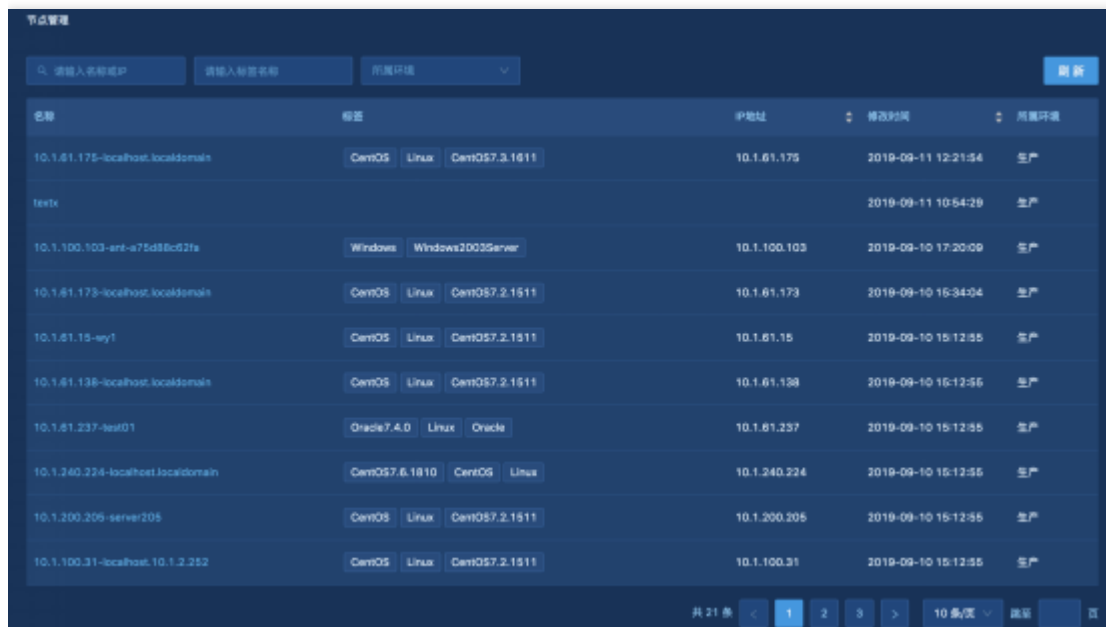 节点管理
请输入名称或IP 请输入标签名称 所属环境 刷新
名称 标签 IP地址 修改时间 所属环境
10.1.61.175-localhost.localdomain CentOS Linux CentOS7.3.1611 10.1.61.175 2019-09-11 12:21:54 生产
testx 2019-09-11 10:54:29 生产
10.1.100.103-ant-a75d88c62fa Windows Windows2003Server 10.1.100.103 2019-09-10 17:20:09 生产
10.1.61.173-localhost.localdomain CentOS Linux CentOS7.2.1511 10.1.61.173 2019-09-10 15:34:04 生产
10.1.61.15-wy1 CentOS Linux CentOS7.2.1511 10.1.61.15 2019-09-10 15:12:55 生产
10.1.61.138-localhost.localdomain CentOS Linux CentOS7.2.1511 10.1.61.138 2019-09-10 15:12:55 生产
10.1.61.237-test01 Oracle7.4.0 Linux Oracle 10.1.61.237 2019-09-10 15:12:55 生产
10.1.240.224-localhost.localdomain CentOS7.6.1810 CentOS Linux 10.1.240.224 2019-09-10 15:12:55 生产
10.1.200.205-server205 CentOS Linux CentOS7.2.1511 10.1.200.205 2019-09-10 15:12:55 生产
10.1.100.31-localhost.10.1.2.252 CentOS Linux CentOS7.2.1511 10.1.100.31 2019-09-10 15:12:55 生产
共 21 条 < 1 2 3 > 10 条/页 跳至 页